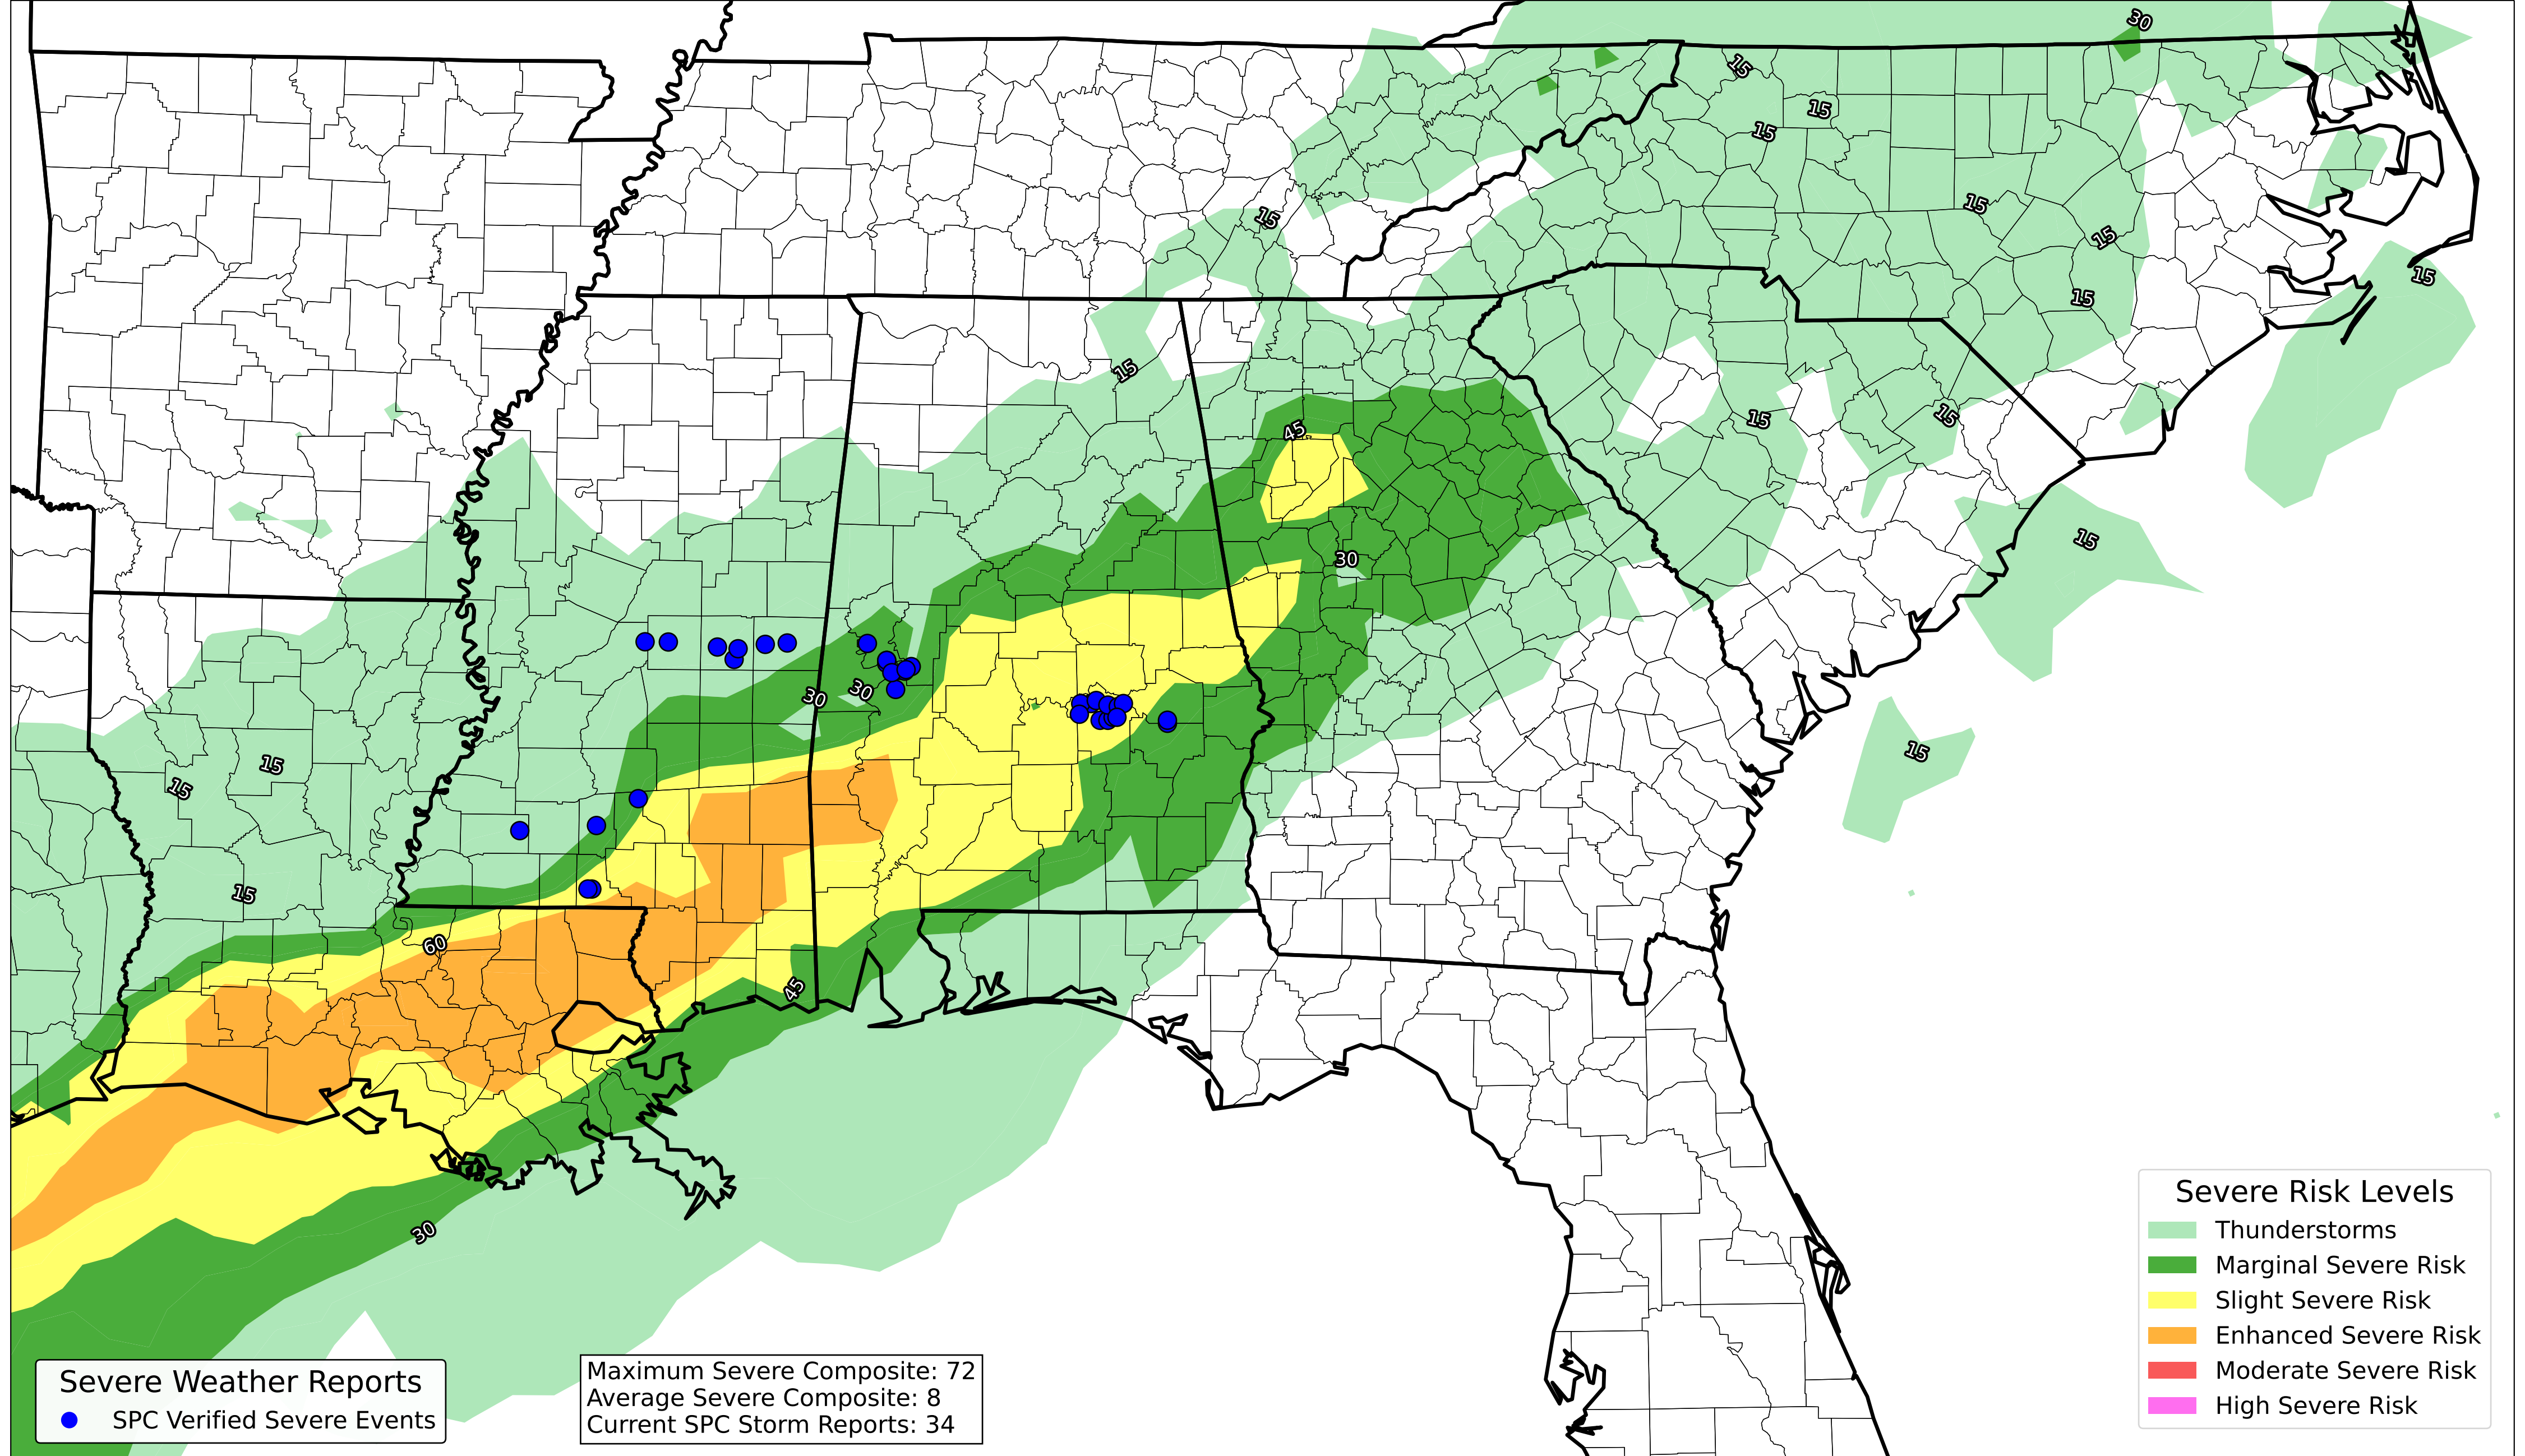 30
15
15
15
15
15
15
15
15
15
45
15
15
30
15
30
30
15
15
15
15
60
45
30
Severe Risk Levels
Thunderstorms
Marginal Severe Risk
Slight Severe Risk
Enhanced Severe Risk
Moderate Severe Risk
High Severe Risk
Severe Weather Reports
SPC Verified Severe Events
Maximum Severe Composite: 72
Average Severe Composite: 8
Current SPC Storm Reports: 34